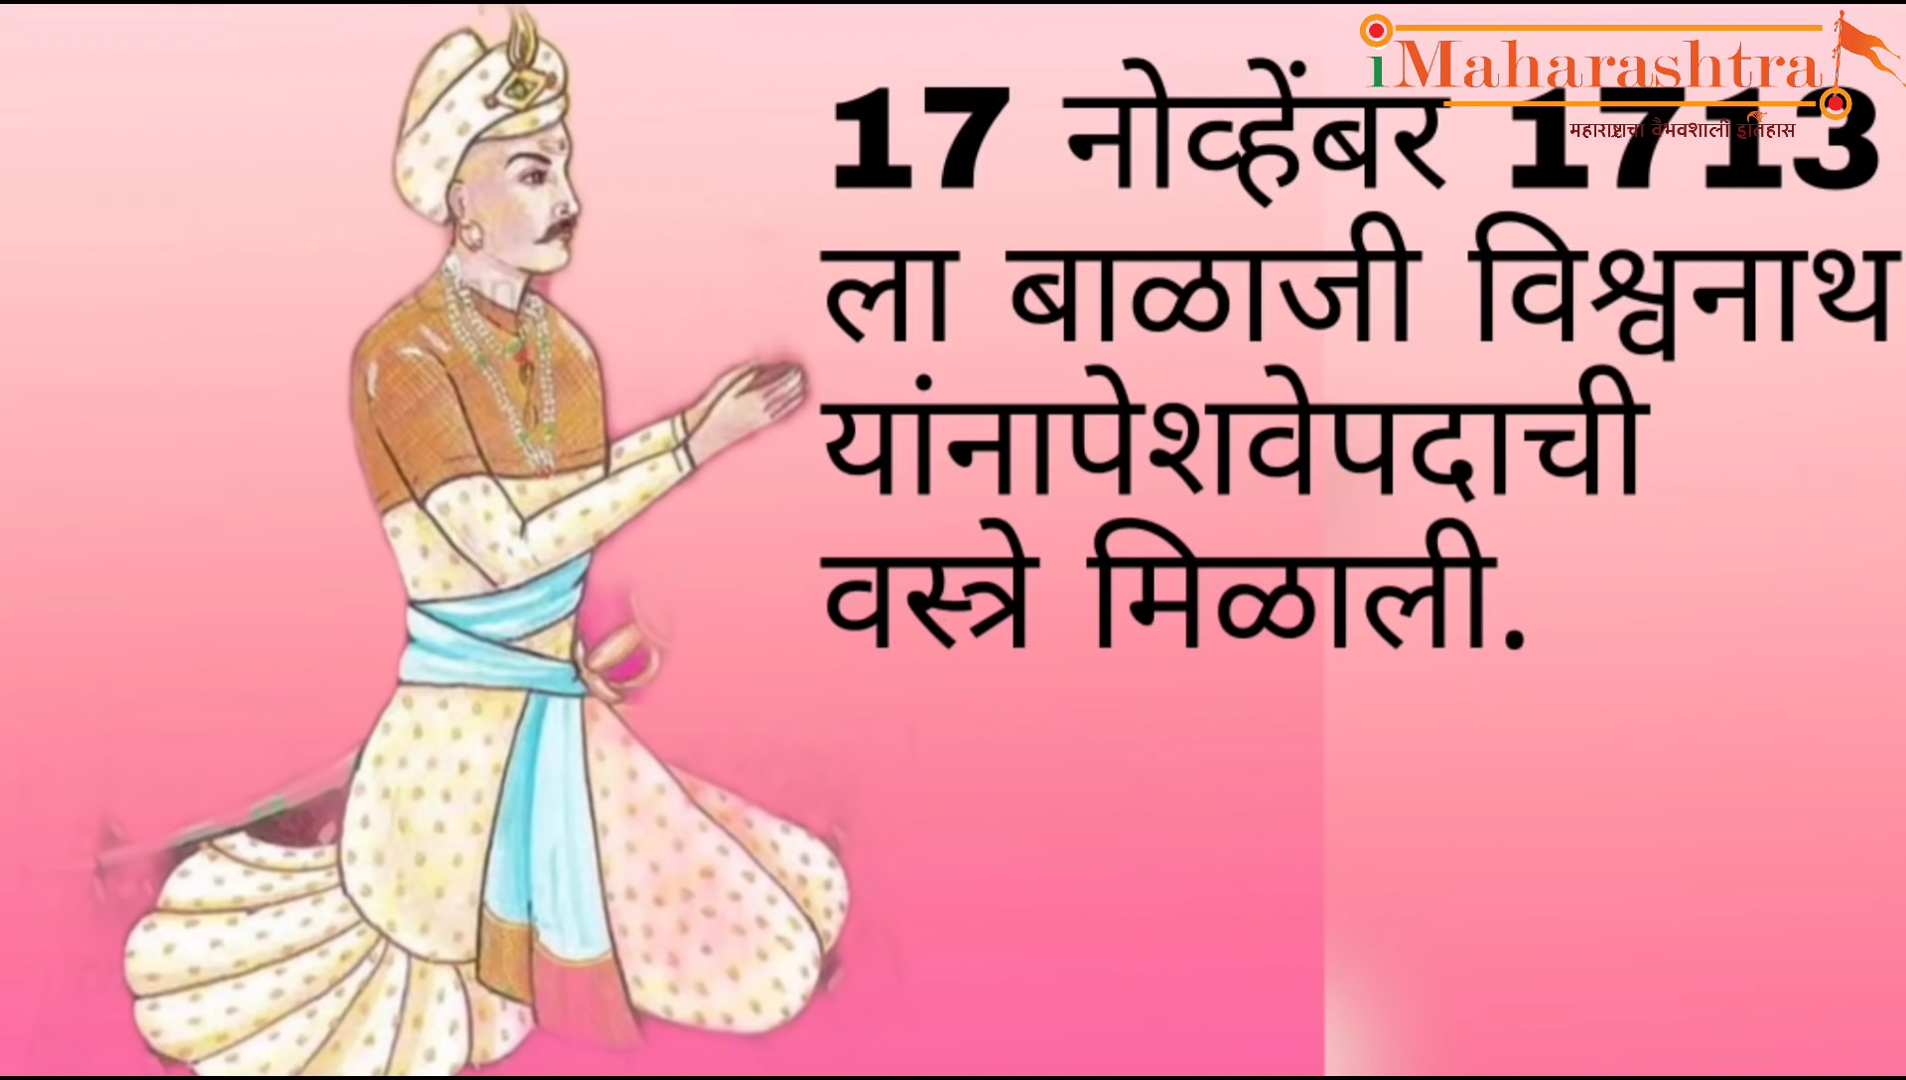 iMaharashtra
महाराष्ट्राचा वैभवशाली इतिहास
17 नोव्हेंबर 1713
ला बाळाजी विश्वनाथ
यांनापेशवेपदाची
वस्त्रे मिळाली.